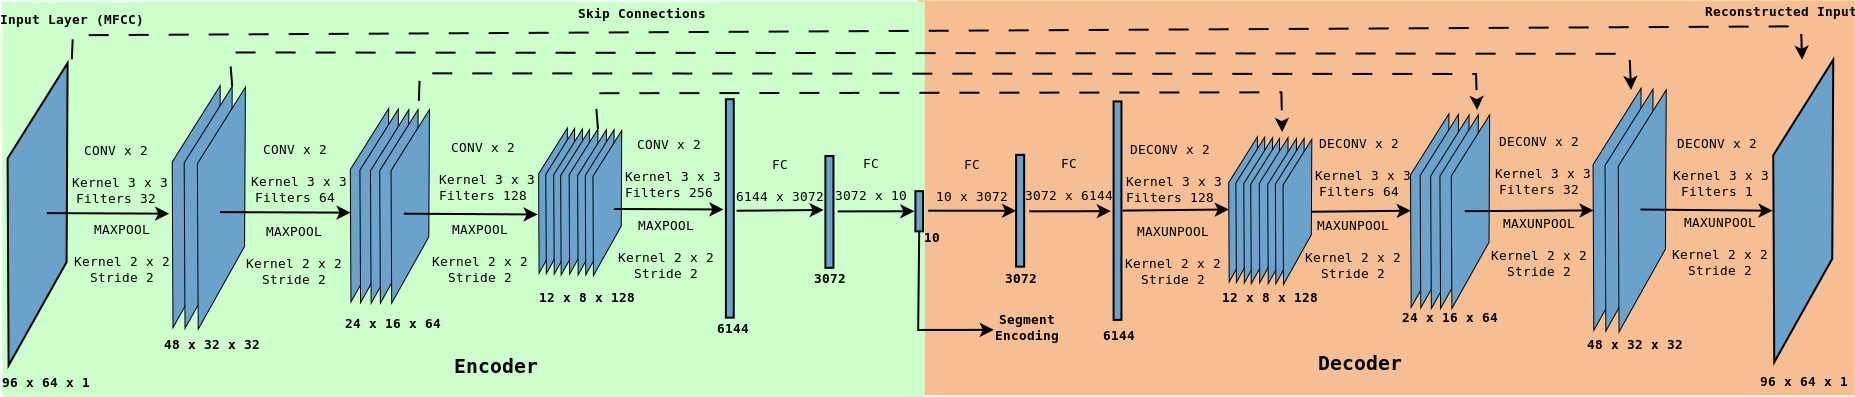 Input Layer (MFCC)
Skip Connections
Reconstructed Input
CONV x 2
Kernel 3 x 3
Filters 32
MAXPOOL
Kernel 2 x 2
Stride 2
96 x 64 x 1
CONV x 2
Kernel 3 x 3
Filters 64
MAXPOOL
Kernel 2 x 2
Stride 2
48 x 32 x 32
CONV x 2
Kernel 3 x 3
Filters 128
MAXPOOL
Kernel 2 x 2
Stride 2
24 x 16 x 64
CONV x 2
Kernel 3 x 3
Filters 256
MAXPOOL
Kernel 2 x 2
Stride 2
12 x 8 x 128
FC
6144 x 3072
6144
FC
3072 x 10
3072
10
Segment
Encoding
Encoder
FC
10 x 3072
3072
FC
3072 x 6144
6144
DECONV x 2
Kernel 3 x 3
Filters 128
MAXUNPOOL
Kernel 2 x 2
Stride 2
12 x 8 x 128
DECONV x 2
Kernel 3 x 3
Filters 64
MAXUNPOOL
Kernel 2 x 2
Stride 2
24 x 16 x 64
DECONV x 2
Kernel 3 x 3
Filters 32
MAXUNPOOL
Kernel 2 x 2
Stride 2
48 x 32 x 32
DECONV x 2
Kernel 3 x 3
Filters 1
MAXUNPOOL
Kernel 2 x 2
Stride 2
96 x 64 x 1
Decoder